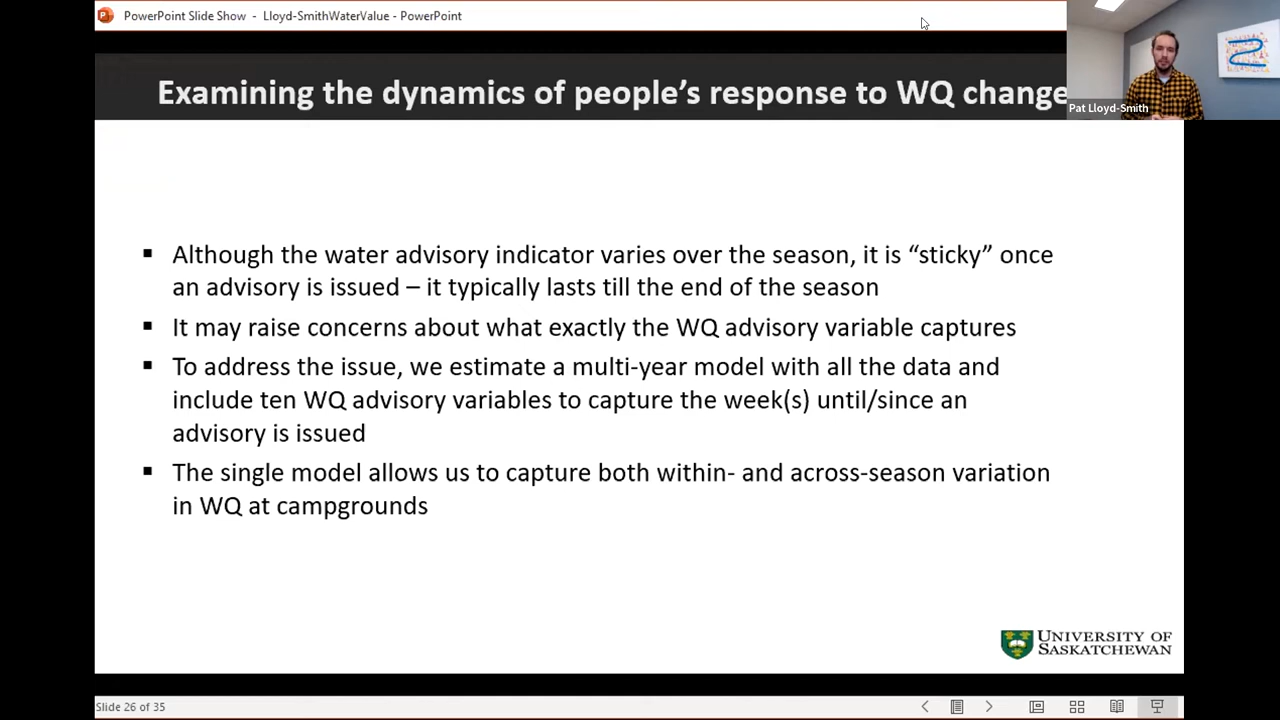 PowerPoint Slide Show - Lloyd-SmithWaterValue - PowerPoint
Examining the dynamics of people’s response to WQ change
Pat Lloyd-Smith
▪ Although the water advisory indicator varies over the season, it is “sticky” once
an advisory is issued – it typically lasts till the end of the season
▪ It may raise concerns about what exactly the WQ advisory variable captures
▪ To address the issue, we estimate a multi-year model with all the data and
include ten WQ advisory variables to capture the week(s) until/since an
advisory is issued
▪ The single model allows us to capture both within- and across-season variation
in WQ at campgrounds
UNIVERSITY OF
SASKATCHEWAN
Slide 26 of 35